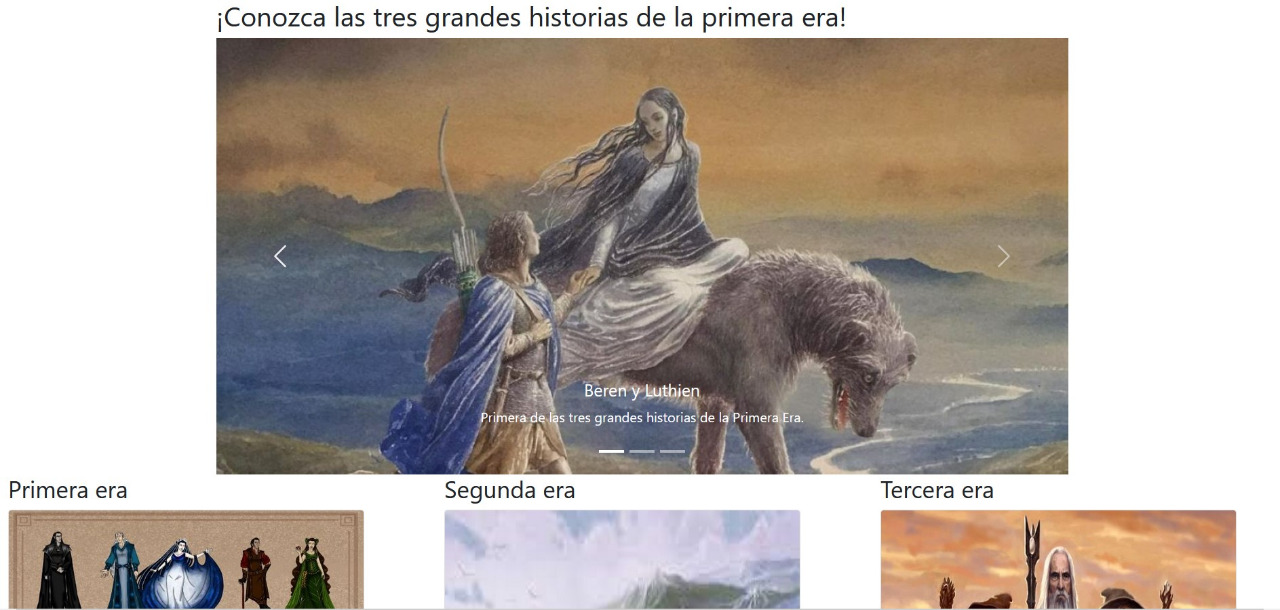 ¡Conozca las tres grandes historias de la primera era!
Beren y Luthien
Primera de las tres grandes historias de la Primera Era.
Primera era
Segunda era
Tercera era